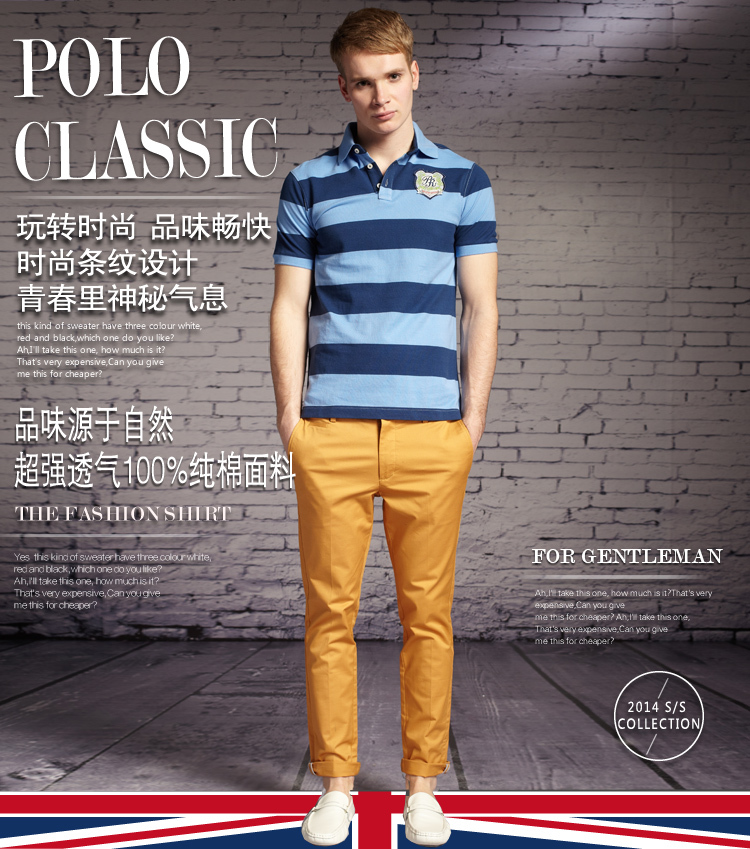 POLO
CLASSIC
玩转时尚 品味畅快
时尚条纹设计
青春里神秘气息
this kind of sweater have three colour white,
red and black,which one do you like?
Ah,I'll take this one, how much is it?
That's very expensive,Can you give
me this for cheaper?
品味源于自然
超强透气100%纯棉面料
THE FASHION SHIRT
Yes this kind of sweater have three colour white,
red and black,which one do you like?
Ah,i'll take this one, how much is it?
That's very expensive,Can you give
me this for cheaper?
FOR GENTLEMAN
Ah,I'll take this one, how much is it?That's very
expensive,Can you give
me this for cheaper? Ah,I'll take this one,
That's very expensive,Can you give
me this for cheaper?
2014 S/S
COLLECTION